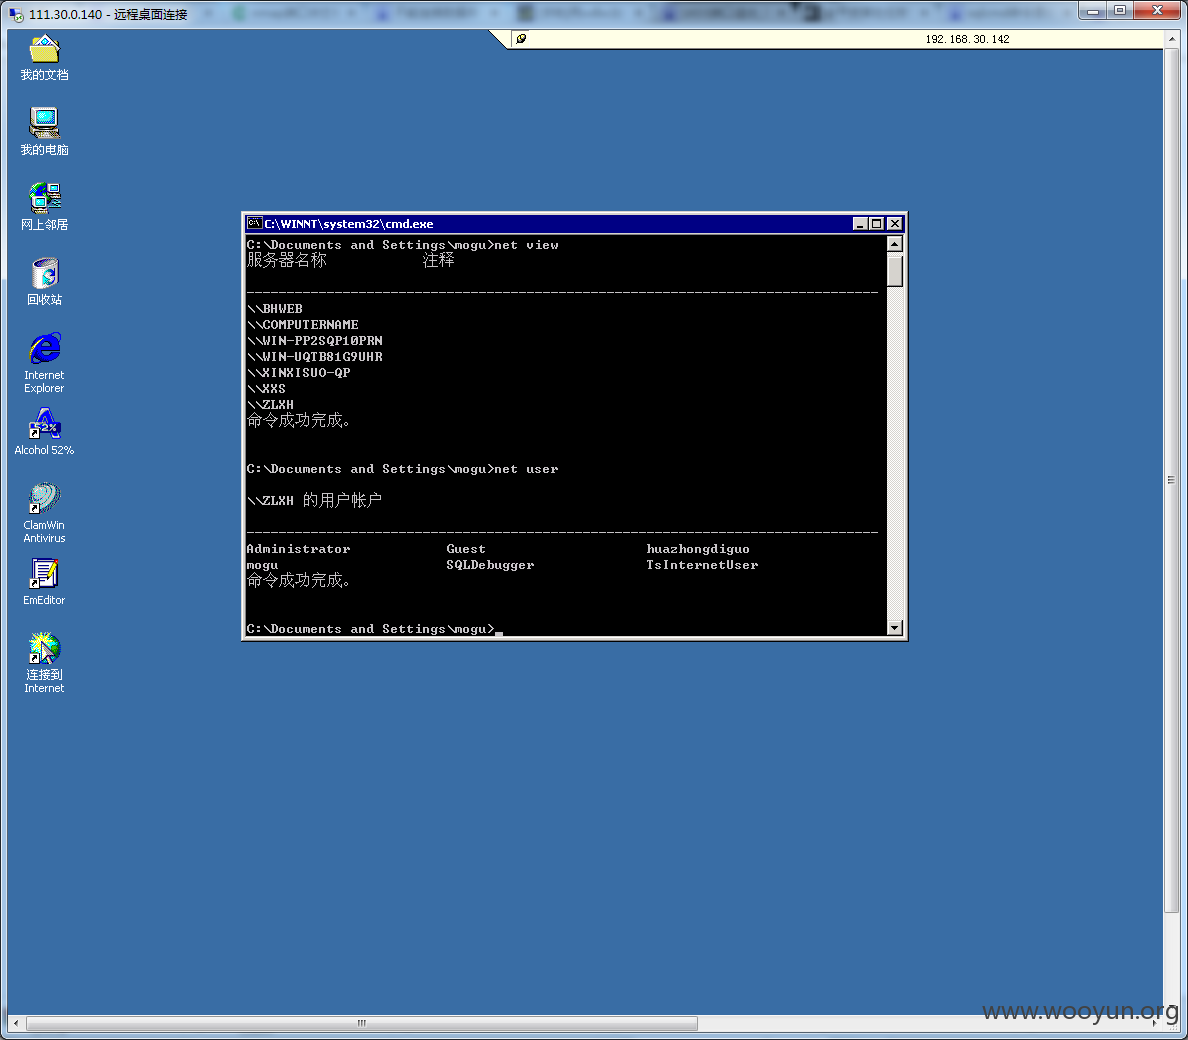 111.30.0.140 - 远程桌面连接
192.168.30.142
我的文档
我的电脑
网上邻居
回收站
Internet
Explorer
Alcohol 52%
ClamWin
Antivirus
EmEditor
连接到
Internet
C:\WINNT\system32\cmd.exe
C:\Documents and Settings\mogu>net view
服务器名称 注释
-------------------------------------------------------------------------------
\\BHWEB
\\COMPUTERNAME
\\WIN-PP2SQP10PRN
\\WIN-UQTB81G9UHR
\\XINXISUO-QP
\\XXS
\\ZLXH
命令成功完成。
C:\Documents and Settings\mogu>net user
\\ZLXH 的用户帐户
-------------------------------------------------------------------------------
Administrator Guest huazhongdiguo
mogu SQLDebugger TsInternetUser
命令成功完成。
C:\Documents and Settings\mogu>_
www.wooyun.org